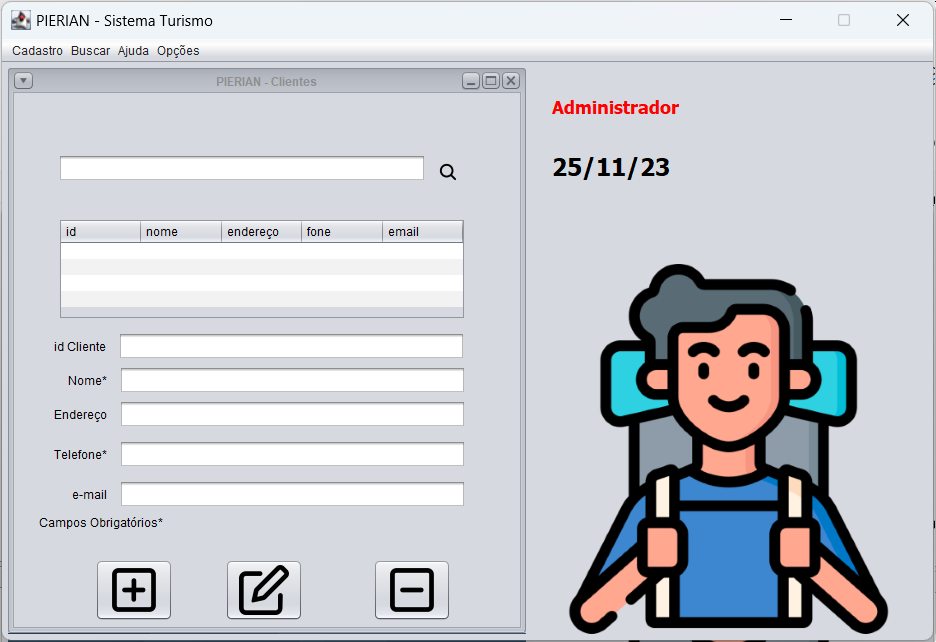 PIERIAN - Sistema Turismo
Cadastro Buscar Ajuda Opções
PIERIAN - Clientes
Administrador
25/11/23
id nome endereço fone email
id Cliente
Nome*
Endereço
Telefone*
e-mail
Campos Obrigatórios*